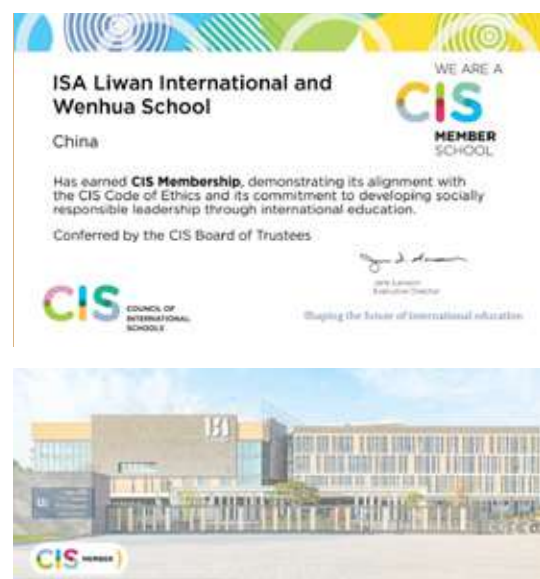 WE ARE A
CIS
MEMBER
SCHOOL
ISA Liwan International and
Wenhua School
China
Has earned CIS Membership, demonstrating its alignment with
the CIS Code of Ethics and its commitment to developing socially
responsible leadership through international education.
Conferred by the CIS Board of Trustees
Jane Larsson
Executive Director
CIS
COUNCIL OF
INTERNATIONAL
SCHOOLS
Shaping the future of international education
CIS MEMBER